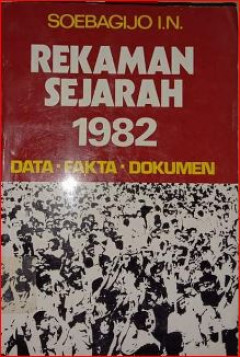 SOEBAGIJO I.N.
REKAMAN
SEJARAH
1982
DATA • FAKTA • DOKUMEN